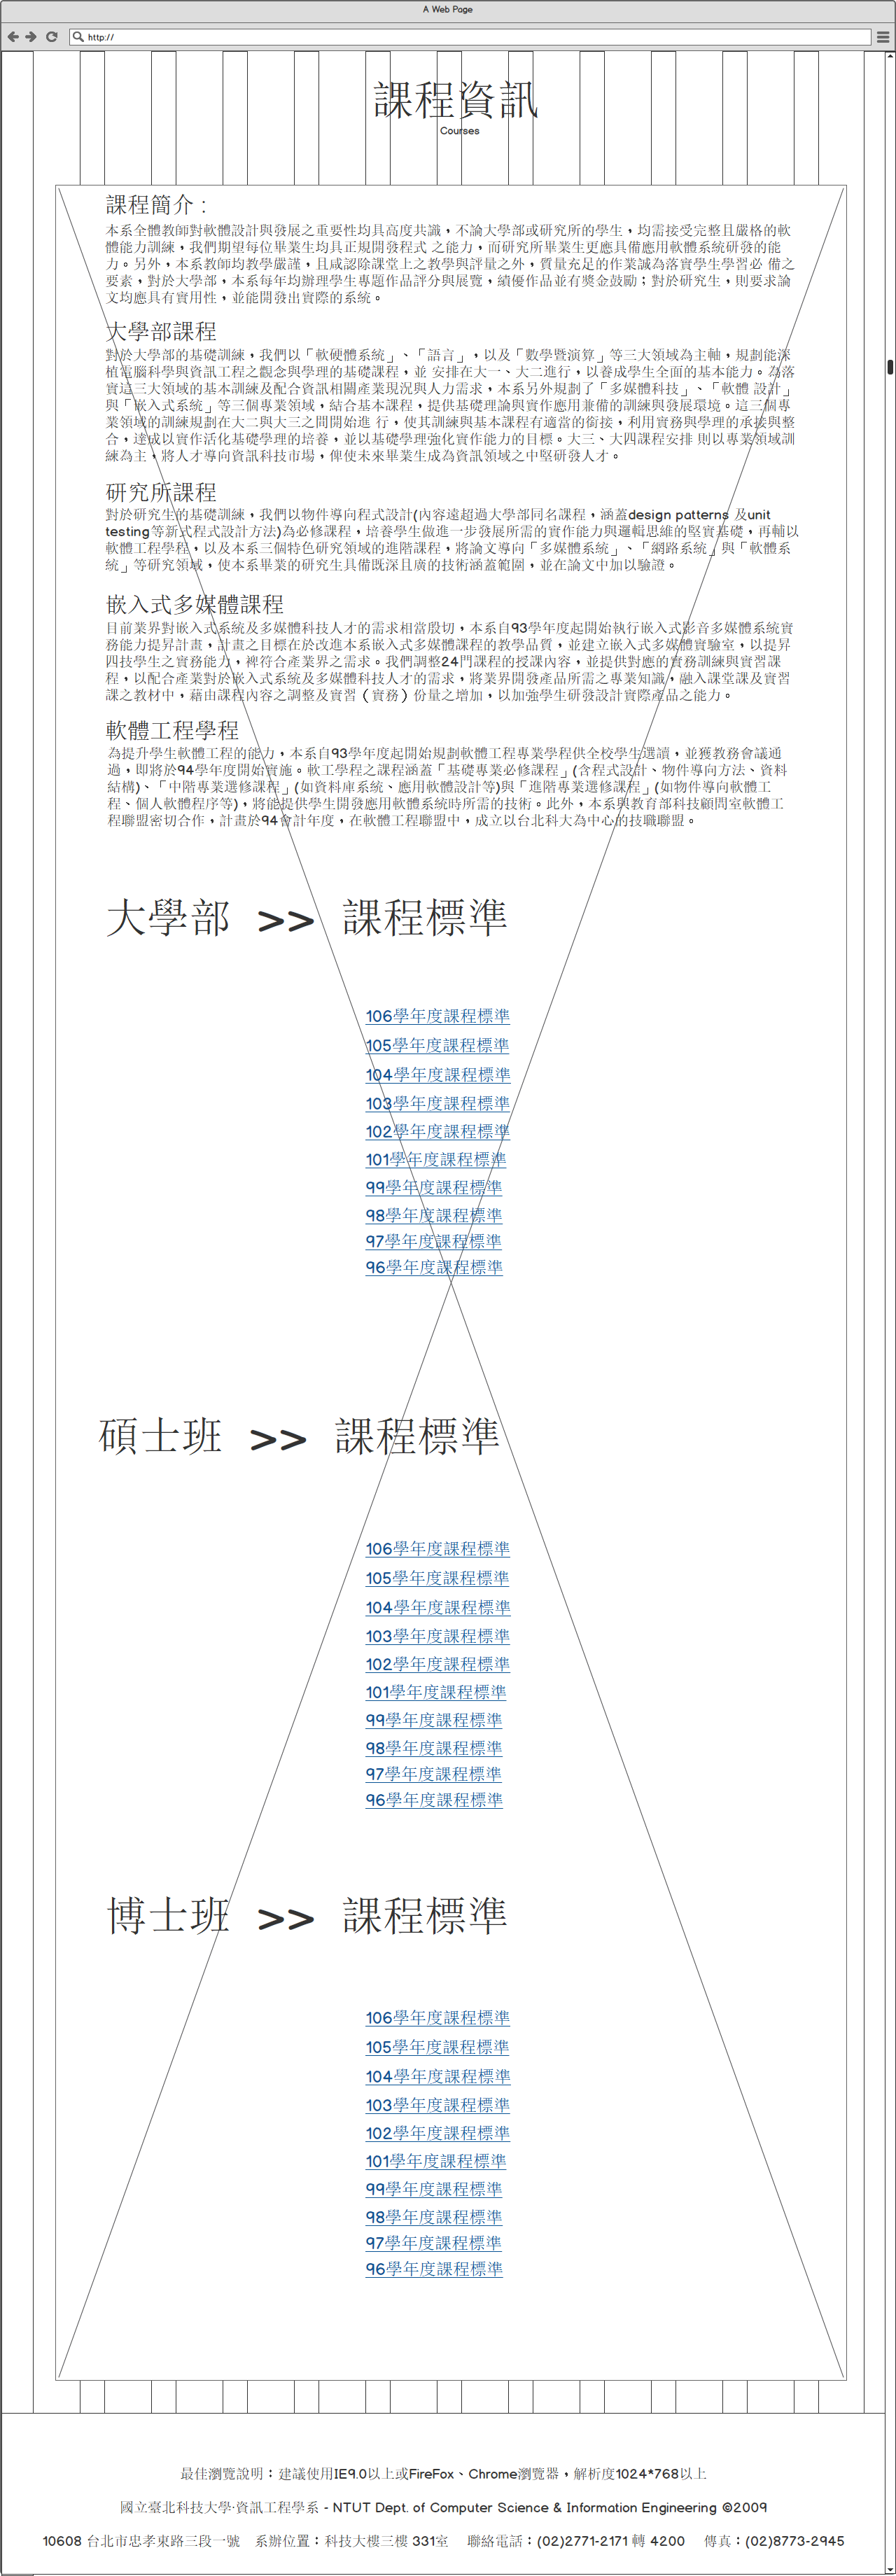 A Web Page
http://
課程資訊
Courses
課程簡介 :
本系全體教師對軟體設計與發展之重要性均具高度共識，不論大學部或研究所的學生，均需接受完整且嚴格的軟
體能力訓練，我們期望每位畢業生均具正規開發程式 之能力，而研究所畢業生更應具備應用軟體系統研發的能
力。另外，本系教師均教學嚴謹，且咸認除課堂上之教學與評量之外，質量充足的作業誠為落實學生學習必 備之
要素，對於大學部，本系每年均辦理學生專題作品評分與展覽，績優作品並有獎金鼓勵；對於研究生，則要求論
文均應具有實用性，並能開發出實際的系統。
大學部課程
對於大學部的基礎訓練，我們以「軟硬體系統」、「語言」，以及「數學暨演算」等三大領域為主軸，規劃能深
植電腦科學與資訊工程之觀念與學理的基礎課程，並 安排在大一、大二進行，以養成學生全面的基本能力。為落
實這三大領域的基本訓練及配合資訊相關產業現況與人力需求，本系另外規劃了「多媒體科技」、「軟體 設計」
與「嵌入式系統」等三個專業領域，結合基本課程，提供基礎理論與實作應用兼備的訓練與發展環境。這三個專
業領域的訓練規劃在大二與大三之間開始進 行，使其訓練與基本課程有適當的銜接，利用實務與學理的承接與整
合，達成以實作活化基礎學理的培養，並以基礎學理強化實作能力的目標。大三、大四課程安排 則以專業領域訓
練為主，將人才導向資訊科技市場，俾使未來畢業生成為資訊領域之中堅研發人才。
研究所課程
對於研究生的基礎訓練，我們以物件導向程式設計(內容遠超過大學部同名課程，涵蓋design patterns 及unit
testing等新式程式設計方法)為必修課程，培養學生做進一步發展所需的實作能力與邏輯思維的堅實基礎，再輔以
軟體工程學程，以及本系三個特色研究領域的進階課程，將論文導向「多媒體系統」、「網路系統」與「軟體系
統」等研究領域，使本系畢業的研究生具備既深且廣的技術涵蓋範圍，並在論文中加以驗證。
嵌入式多媒體課程
目前業界對嵌入式系統及多媒體科技人才的需求相當殷切，本系自93學年度起開始執行嵌入式影音多媒體系統實
務能力提昇計畫，計畫之目標在於改進本系嵌入式多媒體課程的教學品質，並建立嵌入式多媒體實驗室，以提昇
四技學生之實務能力，裨符合產業界之需求。我們調整24門課程的授課內容，並提供對應的實務訓練與實習課
程，以配合產業對於嵌入式系統及多媒體科技人才的需求，將業界開發產品所需之專業知識，融入課堂課及實習
課之教材中，藉由課程內容之調整及實習（實務）份量之增加，以加強學生研發設計實際產品之能力。
軟體工程學程
為提升學生軟體工程的能力，本系自93學年度起開始規劃軟體工程專業學程供全校學生選讀，並獲教務會議通
過，即將於94學年度開始實施。軟工學程之課程涵蓋「基礎專業必修課程」(含程式設計、物件導向方法、資料
結構)、「中階專業選修課程」(如資料庫系統、應用軟體設計等)與「進階專業選修課程」(如物件導向軟體工
程、個人軟體程序等)，將能提供學生開發應用軟體系統時所需的技術。此外，本系與教育部科技顧問室軟體工
程聯盟密切合作，計畫於94會計年度，在軟體工程聯盟中，成立以台北科大為中心的技職聯盟。
大學部 >> 課程標準
106學年度課程標準
105學年度課程標準
104學年度課程標準
103學年度課程標準
102學年度課程標準
101學年度課程標準
99學年度課程標準
98學年度課程標準
97學年度課程標準
96學年度課程標準
碩士班 >> 課程標準
106學年度課程標準
105學年度課程標準
104學年度課程標準
103學年度課程標準
102學年度課程標準
101學年度課程標準
99學年度課程標準
98學年度課程標準
97學年度課程標準
96學年度課程標準
博士班 >> 課程標準
106學年度課程標準
105學年度課程標準
104學年度課程標準
103學年度課程標準
102學年度課程標準
101學年度課程標準
99學年度課程標準
98學年度課程標準
97學年度課程標準
96學年度課程標準
最佳瀏覽說明：建議使用IE9.0以上或FireFox、Chrome瀏覽器，解析度1024*768以上
國立臺北科技大學·資訊工程學系 - NTUT Dept. of Computer Science & Information Engineering ©2009
10608 台北市忠孝東路三段一號 系辦位置：科技大樓三樓 331室 聯絡電話：(02)2771-2171 轉 4200 傳真：(02)8773-2945